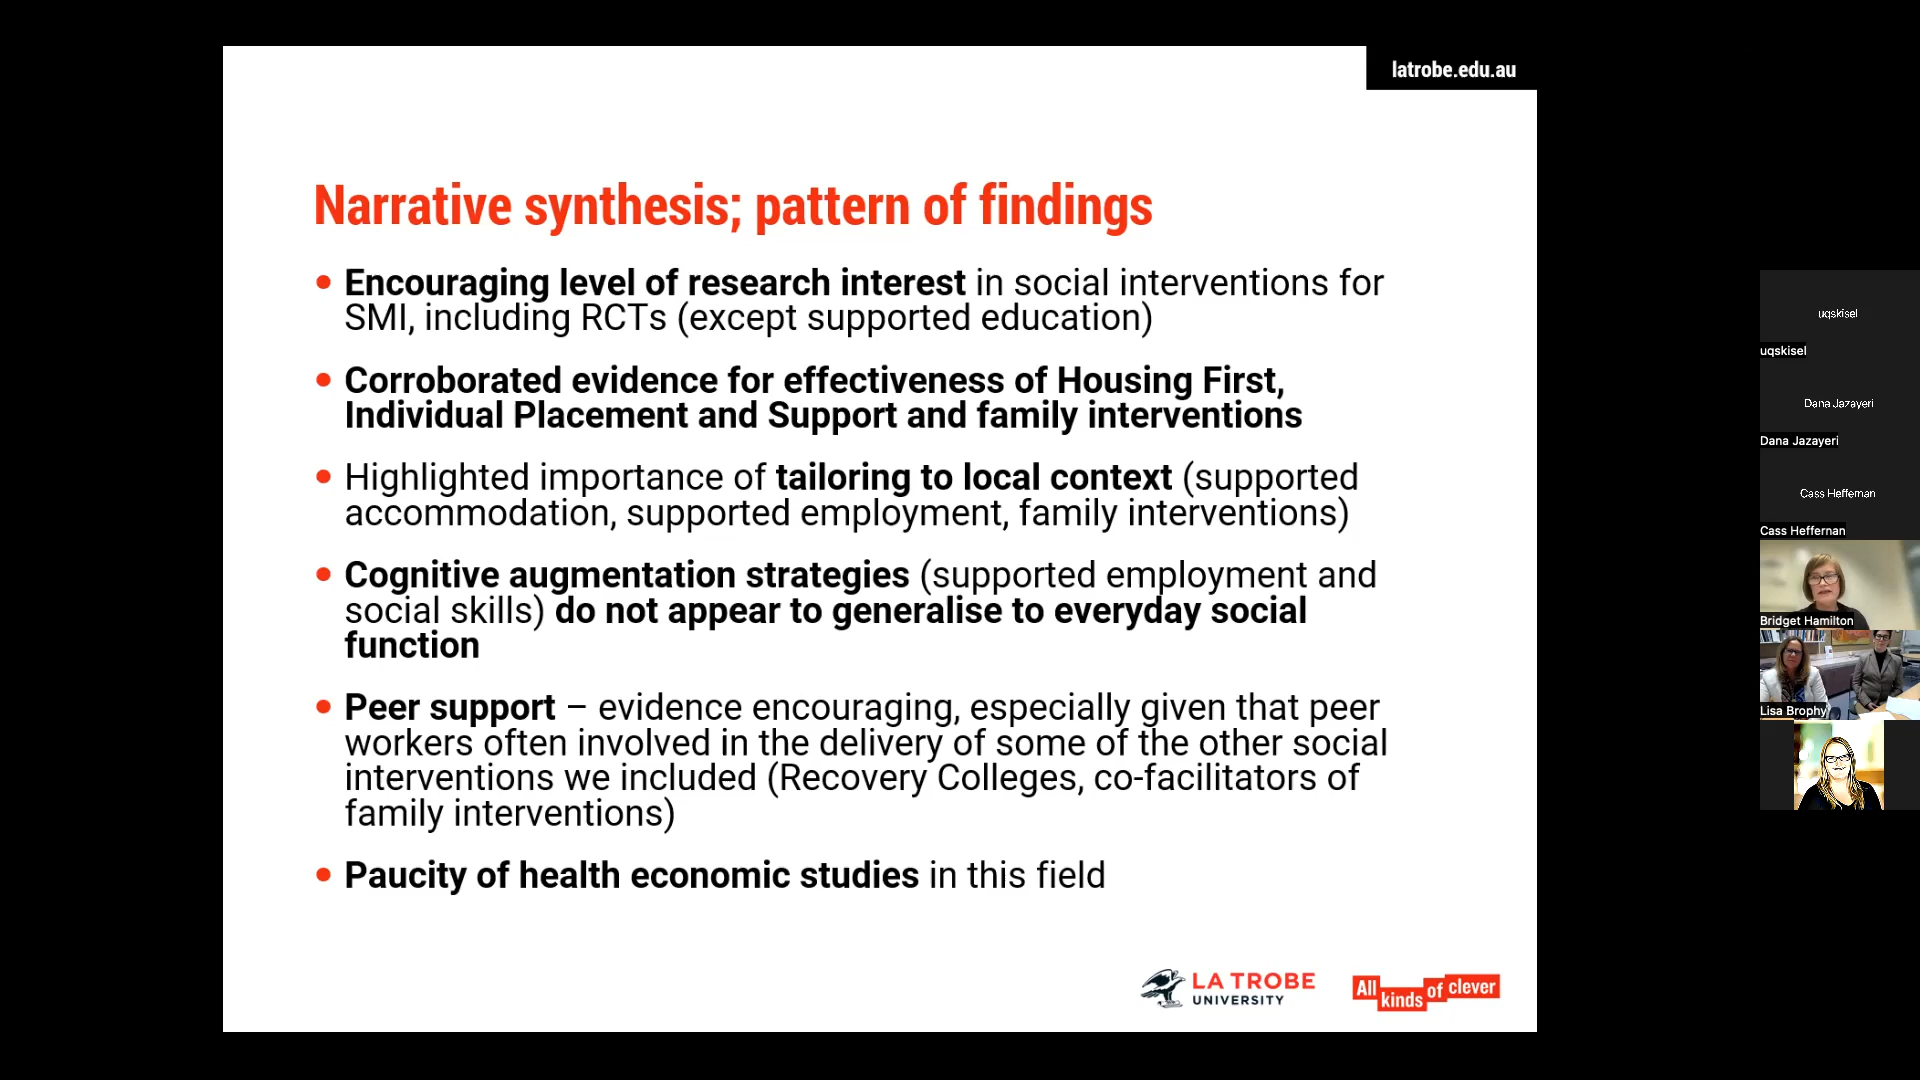 latrobe.edu.au
Narrative synthesis; pattern of findings
• Encouraging level of research interest in social interventions for
SMI, including RCTs (except supported education)
• Corroborated evidence for effectiveness of Housing First,
Individual Placement and Support and family interventions
• Highlighted importance of tailoring to local context (supported
accommodation, supported employment, family interventions)
• Cognitive augmentation strategies (supported employment and
social skills) do not appear to generalise to everyday social
function
• Peer support – evidence encouraging, especially given that peer
workers often involved in the delivery of some of the other social
interventions we included (Recovery Colleges, co-facilitators of
family interventions)
• Paucity of health economic studies in this field
LA TROBE
UNIVERSITY
All kinds of clever
uqskisel
uqskisel
Dana Jazayeri
Dana Jazayeri
Cass Heffernan
Cass Heffernan
Bridget Hamilton
Lisa Brophy